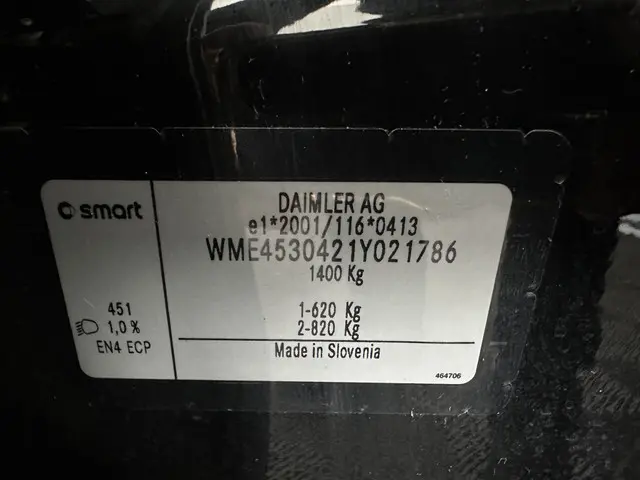 smart
451
1,0 %
EN4 ECP
DAIMLER AG
e1*2001/116*0413
WME4530421Y021786
1400 Kg
1-620 Kg
2-820 Kg
Made in Slovenia
464706